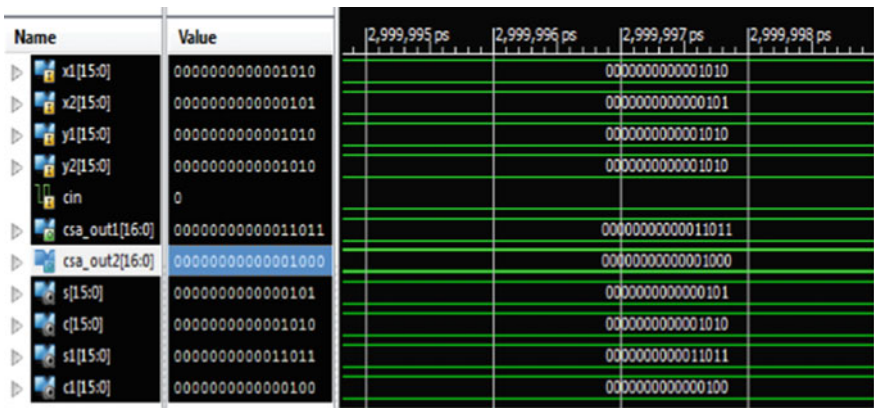 Name Value 2,999,995 ps 2,999,996 ps 2,999,997 ps 2,999,998 ps
x1[15:0] 0000000000001010 0000000000001010
x2[15:0] 0000000000000101 0000000000000101
y1[15:0] 0000000000001010 0000000000001010
y2[15:0] 0000000000001010 0000000000001010
cin 0
csa_out1[16:0] 00000000000011011 00000000000011011
csa_out2[16:0] 00000000000001000 00000000000001000
s[15:0] 0000000000000101 0000000000000101
c[15:0] 0000000000001010 0000000000001010
s1[15:0] 0000000000011011 0000000000011011
c1[15:0] 0000000000000100 0000000000000100